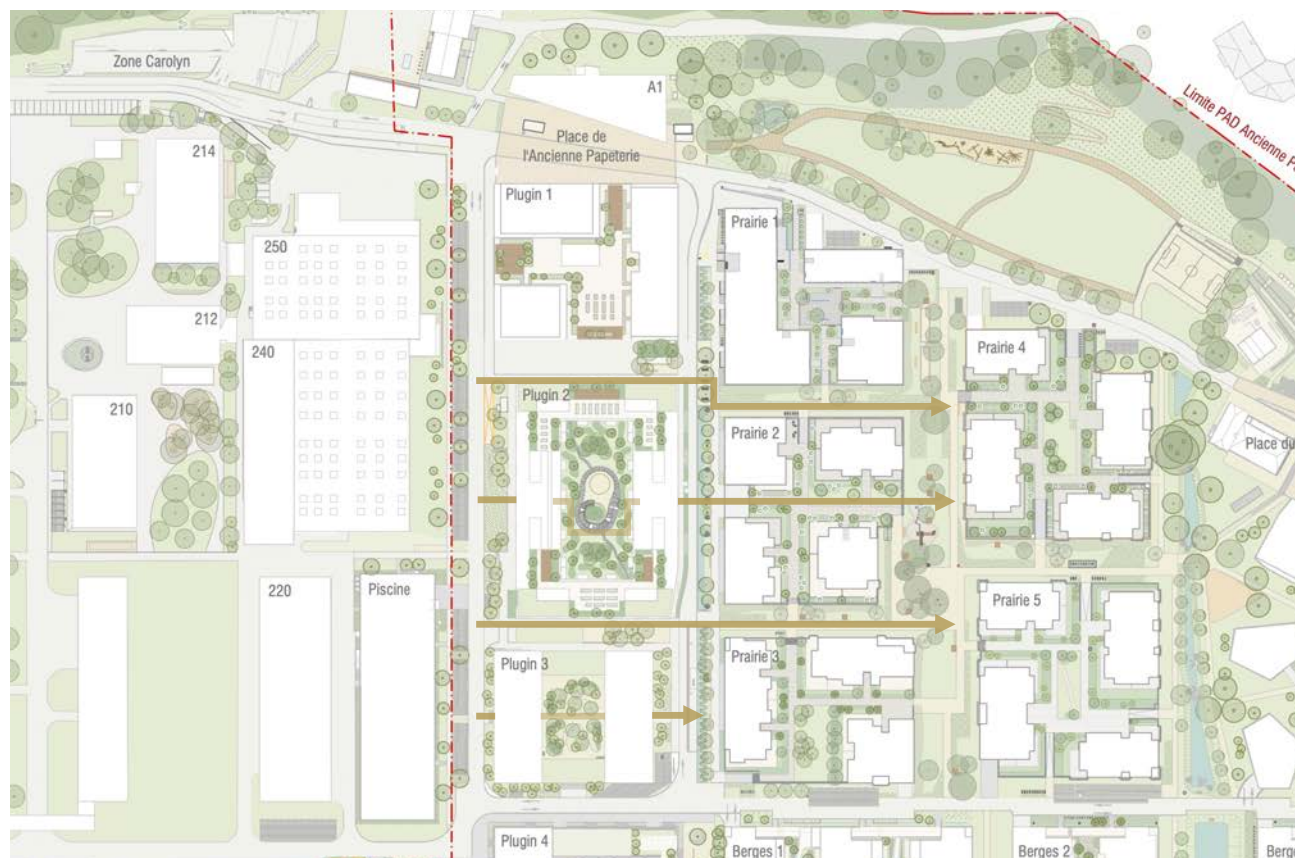 Zone Carolyn
A1
Limite PAD Ancienne
214
Place de
l'Ancienne Papeterie
Plugin 1
Prairie 1
250
212
240
Prairie 4
210
Plugin 2
Prairie 2
Place du
220
Piscine
Prairie 5
Plugin 3
Prairie 3
Plugin 4
Berges 1
Berges 2